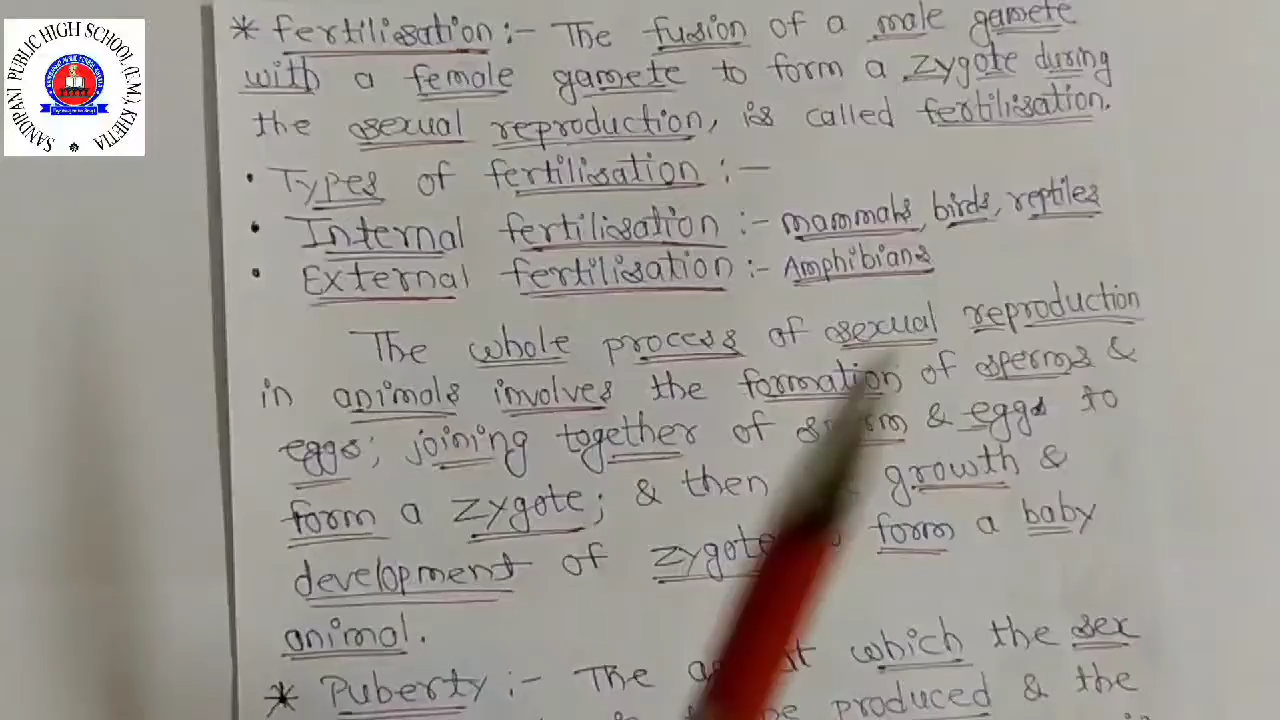 SANDIPANI PUBLIC HIGH SCHOOL (E.M.), KHETIA
* Fertilisation :- The fusion of a male gamete
with a female gamete to form a zygote during
the sexual reproduction, is called fertilisation.
• Types of fertilisation :-
• Internal fertilisation :- mammals, birds, reptiles
• External fertilisation :- Amphibians
The whole process of sexual reproduction
in animals involves the formation of sperms &
eggs; joining together of & eggs to
form a zygote; & then growth &
development of zygote form a baby
animal.
* Puberty :- The which the sex
produced & the